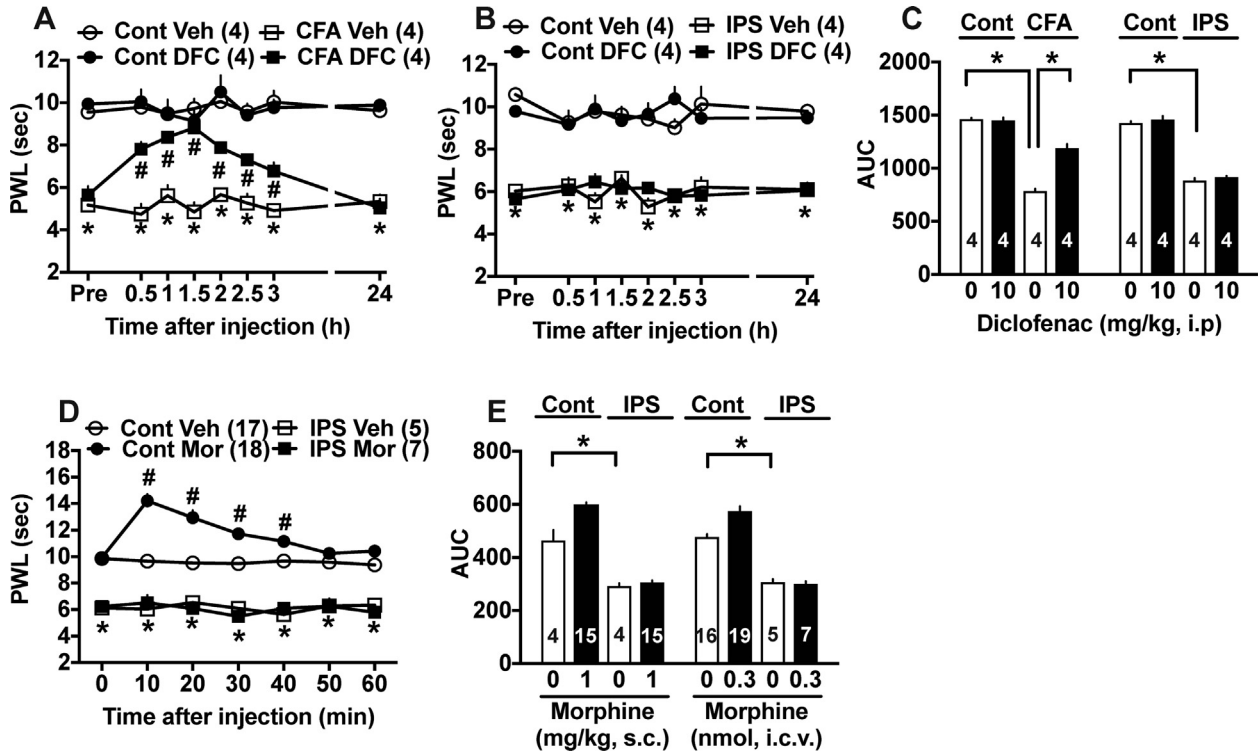 A
Cont Veh (4) CFA Veh (4)
Cont DFC (4) CFA DFC (4)
PWL (sec)
12
10
8
6
4
2
# # # # # #
* * * * * * * *
Pre 0.5 1 1.5 2 2.5 3 24
Time after injection (h)
B
Cont Veh (4) IPS Veh (4)
Cont DFC (4) IPS DFC (4)
PWL (sec)
12
10
8
6
4
2
* * * * * * * *
Pre 0.5 1 1.5 2 2.5 3 24
Time after injection (h)
C
Cont CFA Cont IPS
* * *
AUC
2000
1500
1000
500
0
4 4 4 4 4 4 4 4
0 10 0 10 0 10 0 10
Diclofenac (mg/kg, i.p)
D
Cont Veh (17) IPS Veh (5)
Cont Mor (18) IPS Mor (7)
PWL (sec)
18
16
14
12
10
8
6
4
2
# # # #
* * * * * *
0 10 20 30 40 50 60
Time after injection (min)
E
Cont IPS Cont IPS
* *
AUC
800
600
400
200
0
4 15 4 15 16 19 5 7
0 1 0 1 0 0.3 0 0.3
Morphine Morphine
(mg/kg, s.c.) (nmol, i.c.v.)